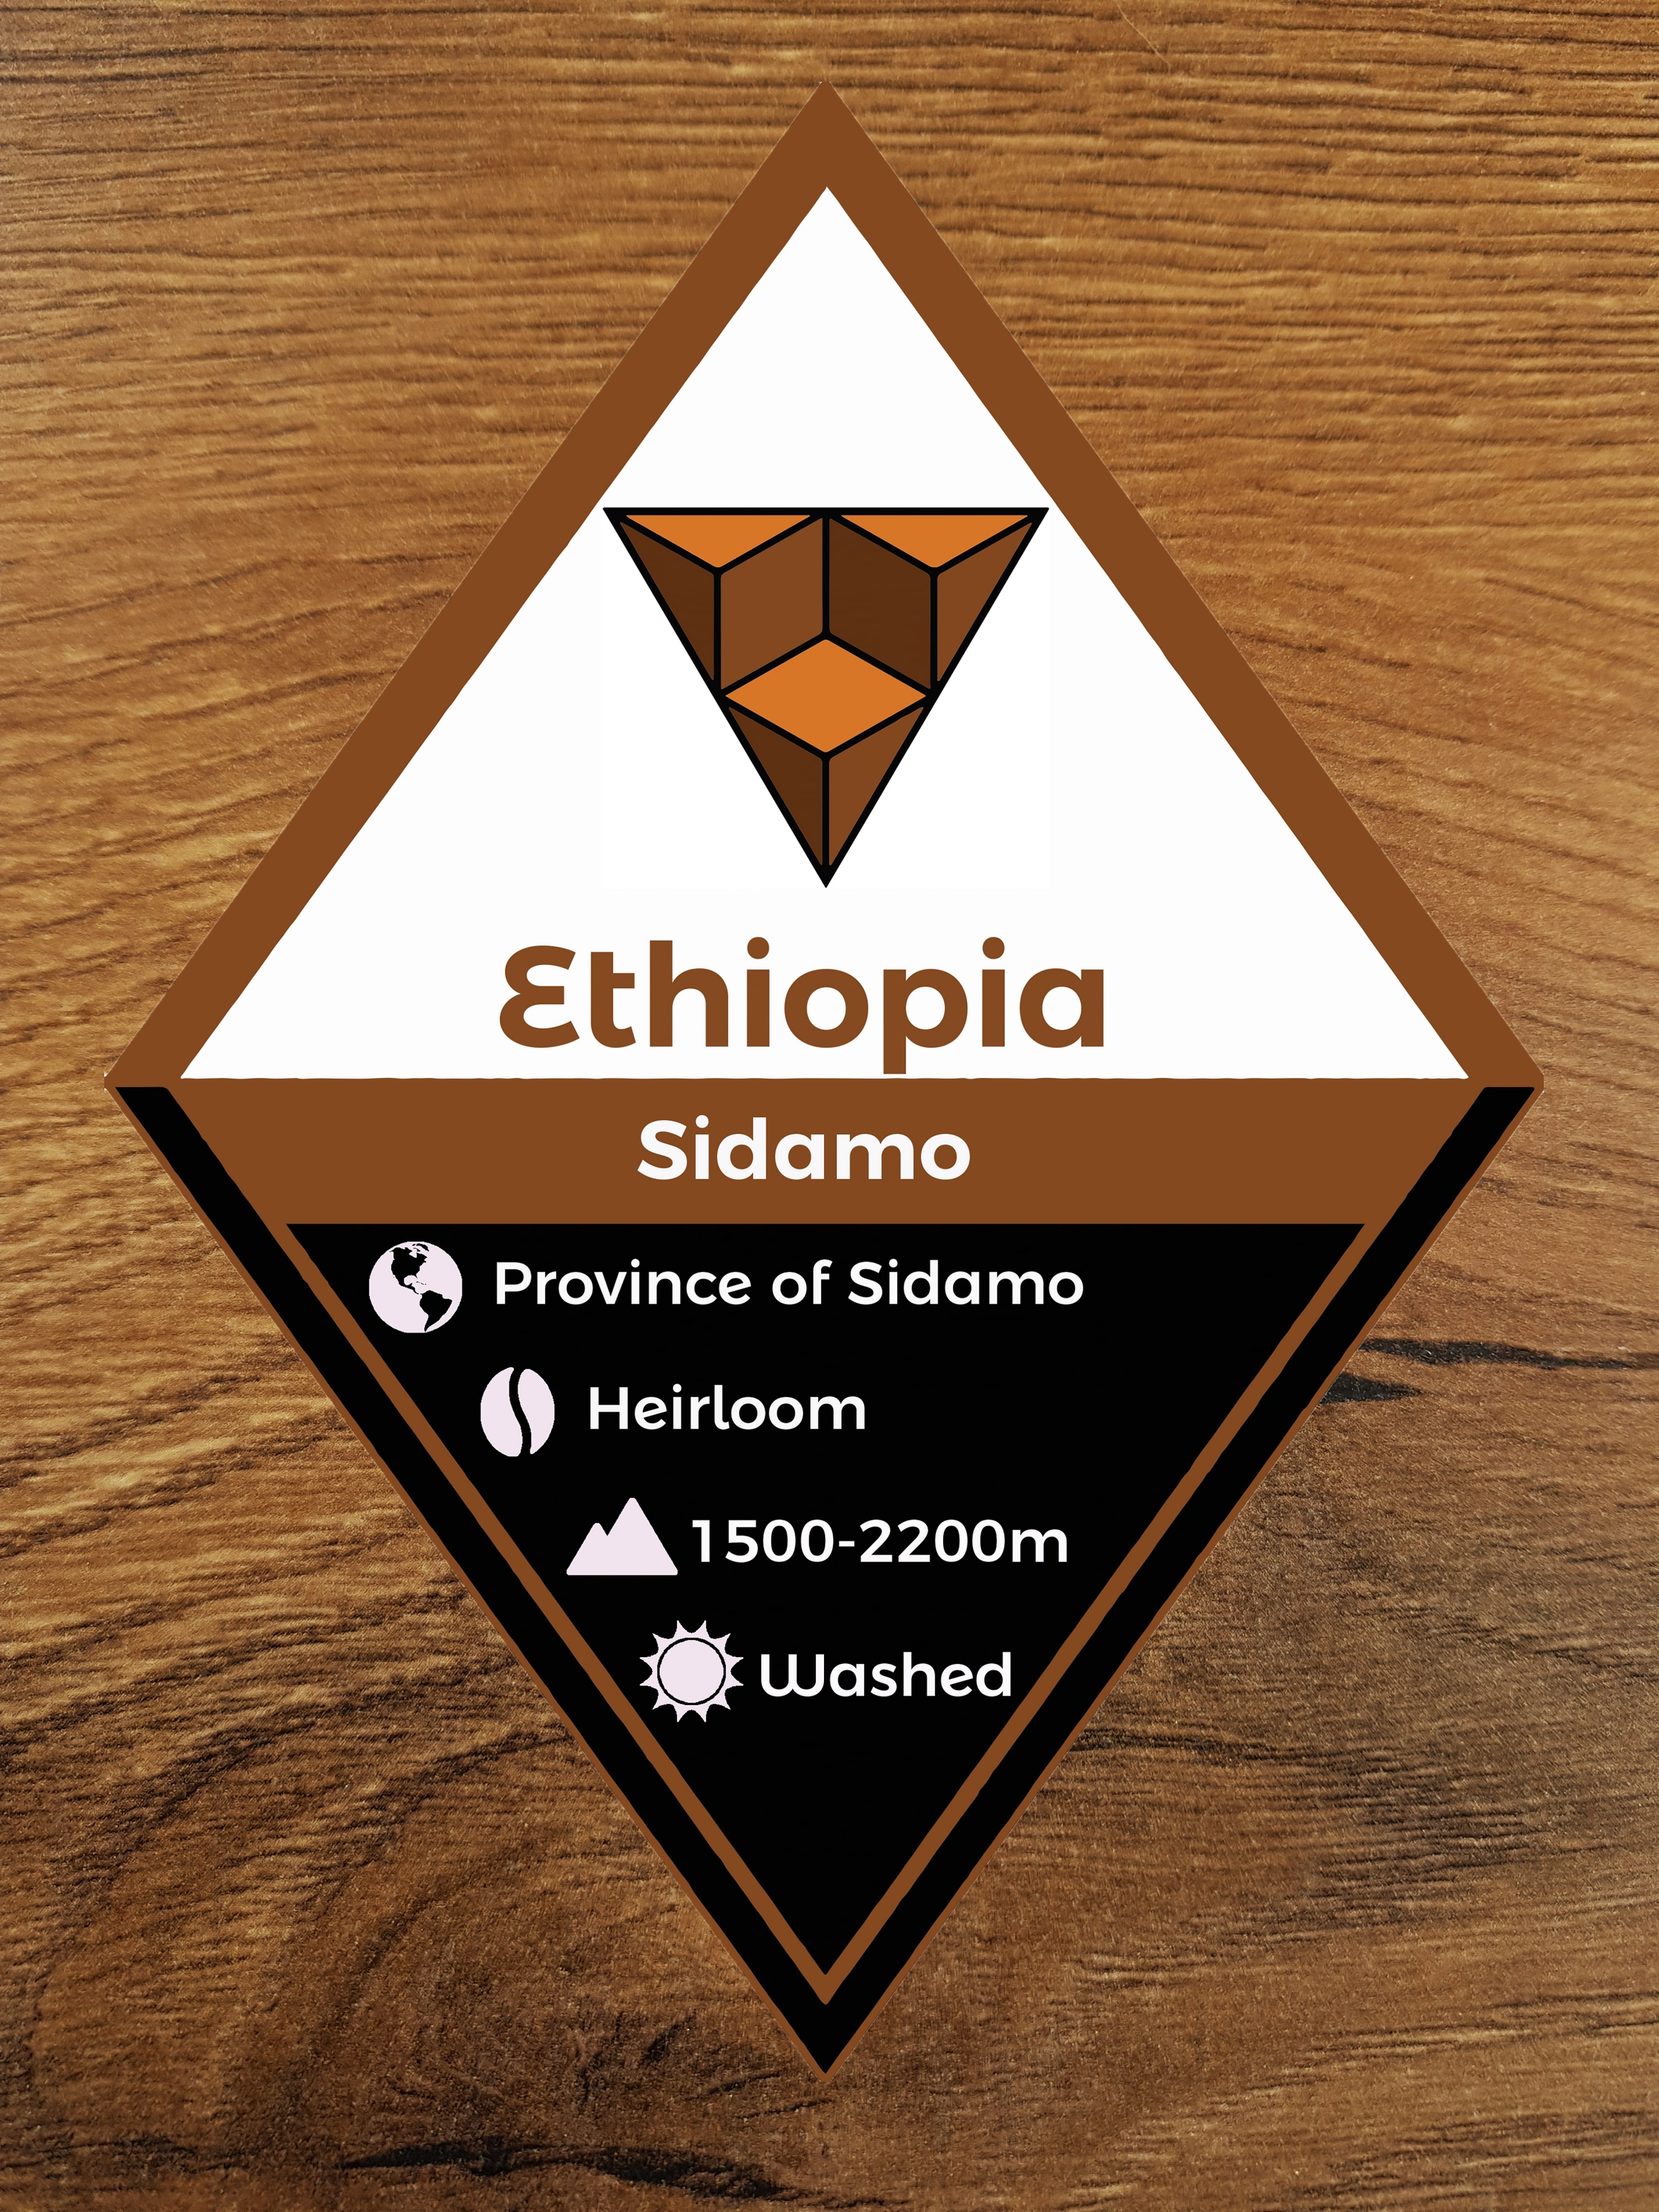 Ethiopia
Sidamo
Province of Sidamo
Heirloom
1500-2200m
Washed